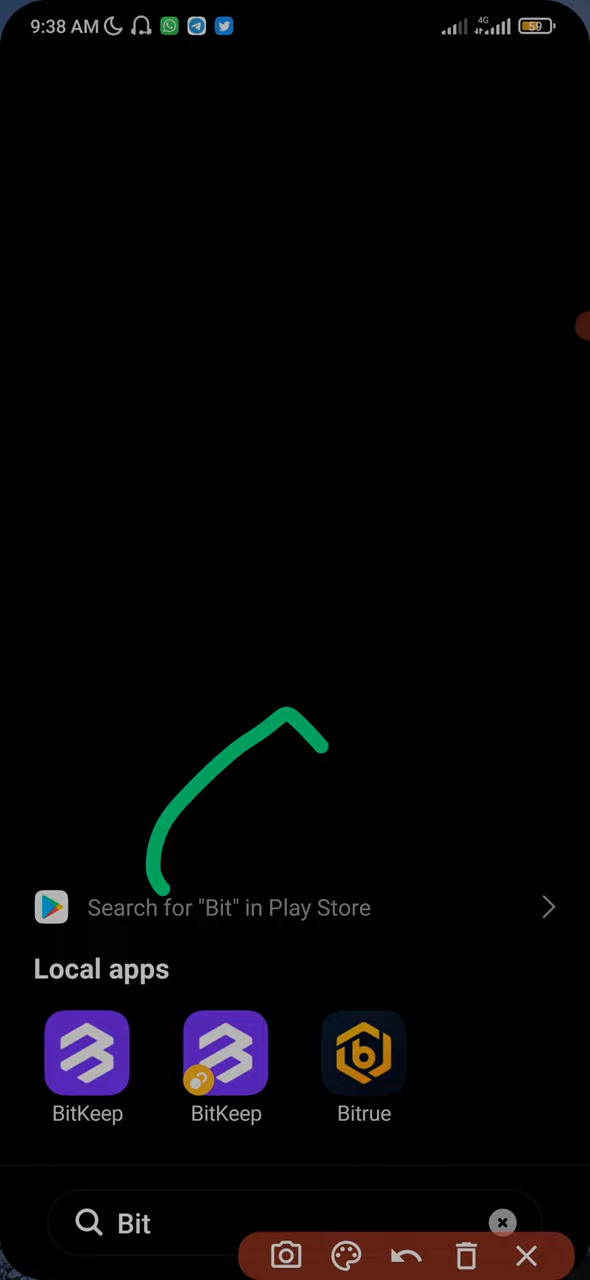 9:38 AM
4G
59
Search for "Bit" in Play Store
Local apps
BitKeep BitKeep Bitrue
Bit